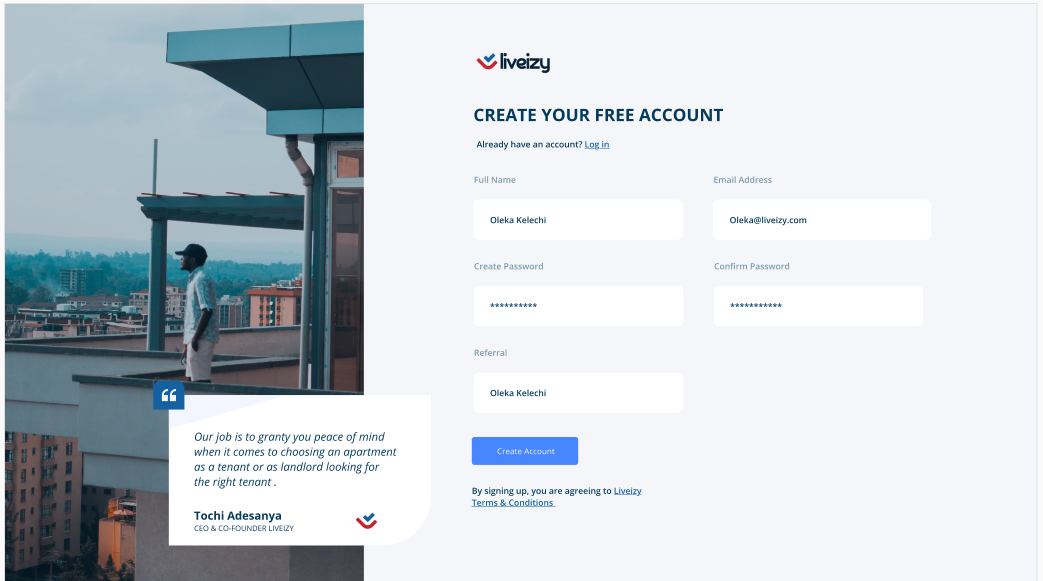 liveizy
CREATE YOUR FREE ACCOUNT
Already have an account? Log in
Full Name
Email Address
Oleka Kelechi
Oleka@liveizy.com
Create Password
Confirm Password
**********
***********
Referral
Oleka Kelechi
Create Account
By signing up, you are agreeing to Liveizy
Terms & Conditions
“
Our job is to granty you peace of mind
when it comes to choosing an apartment
as a tenant or as landlord looking for
the right tenant .
Tochi Adesanya
CEO & CO-FOUNDER LIVEIZY